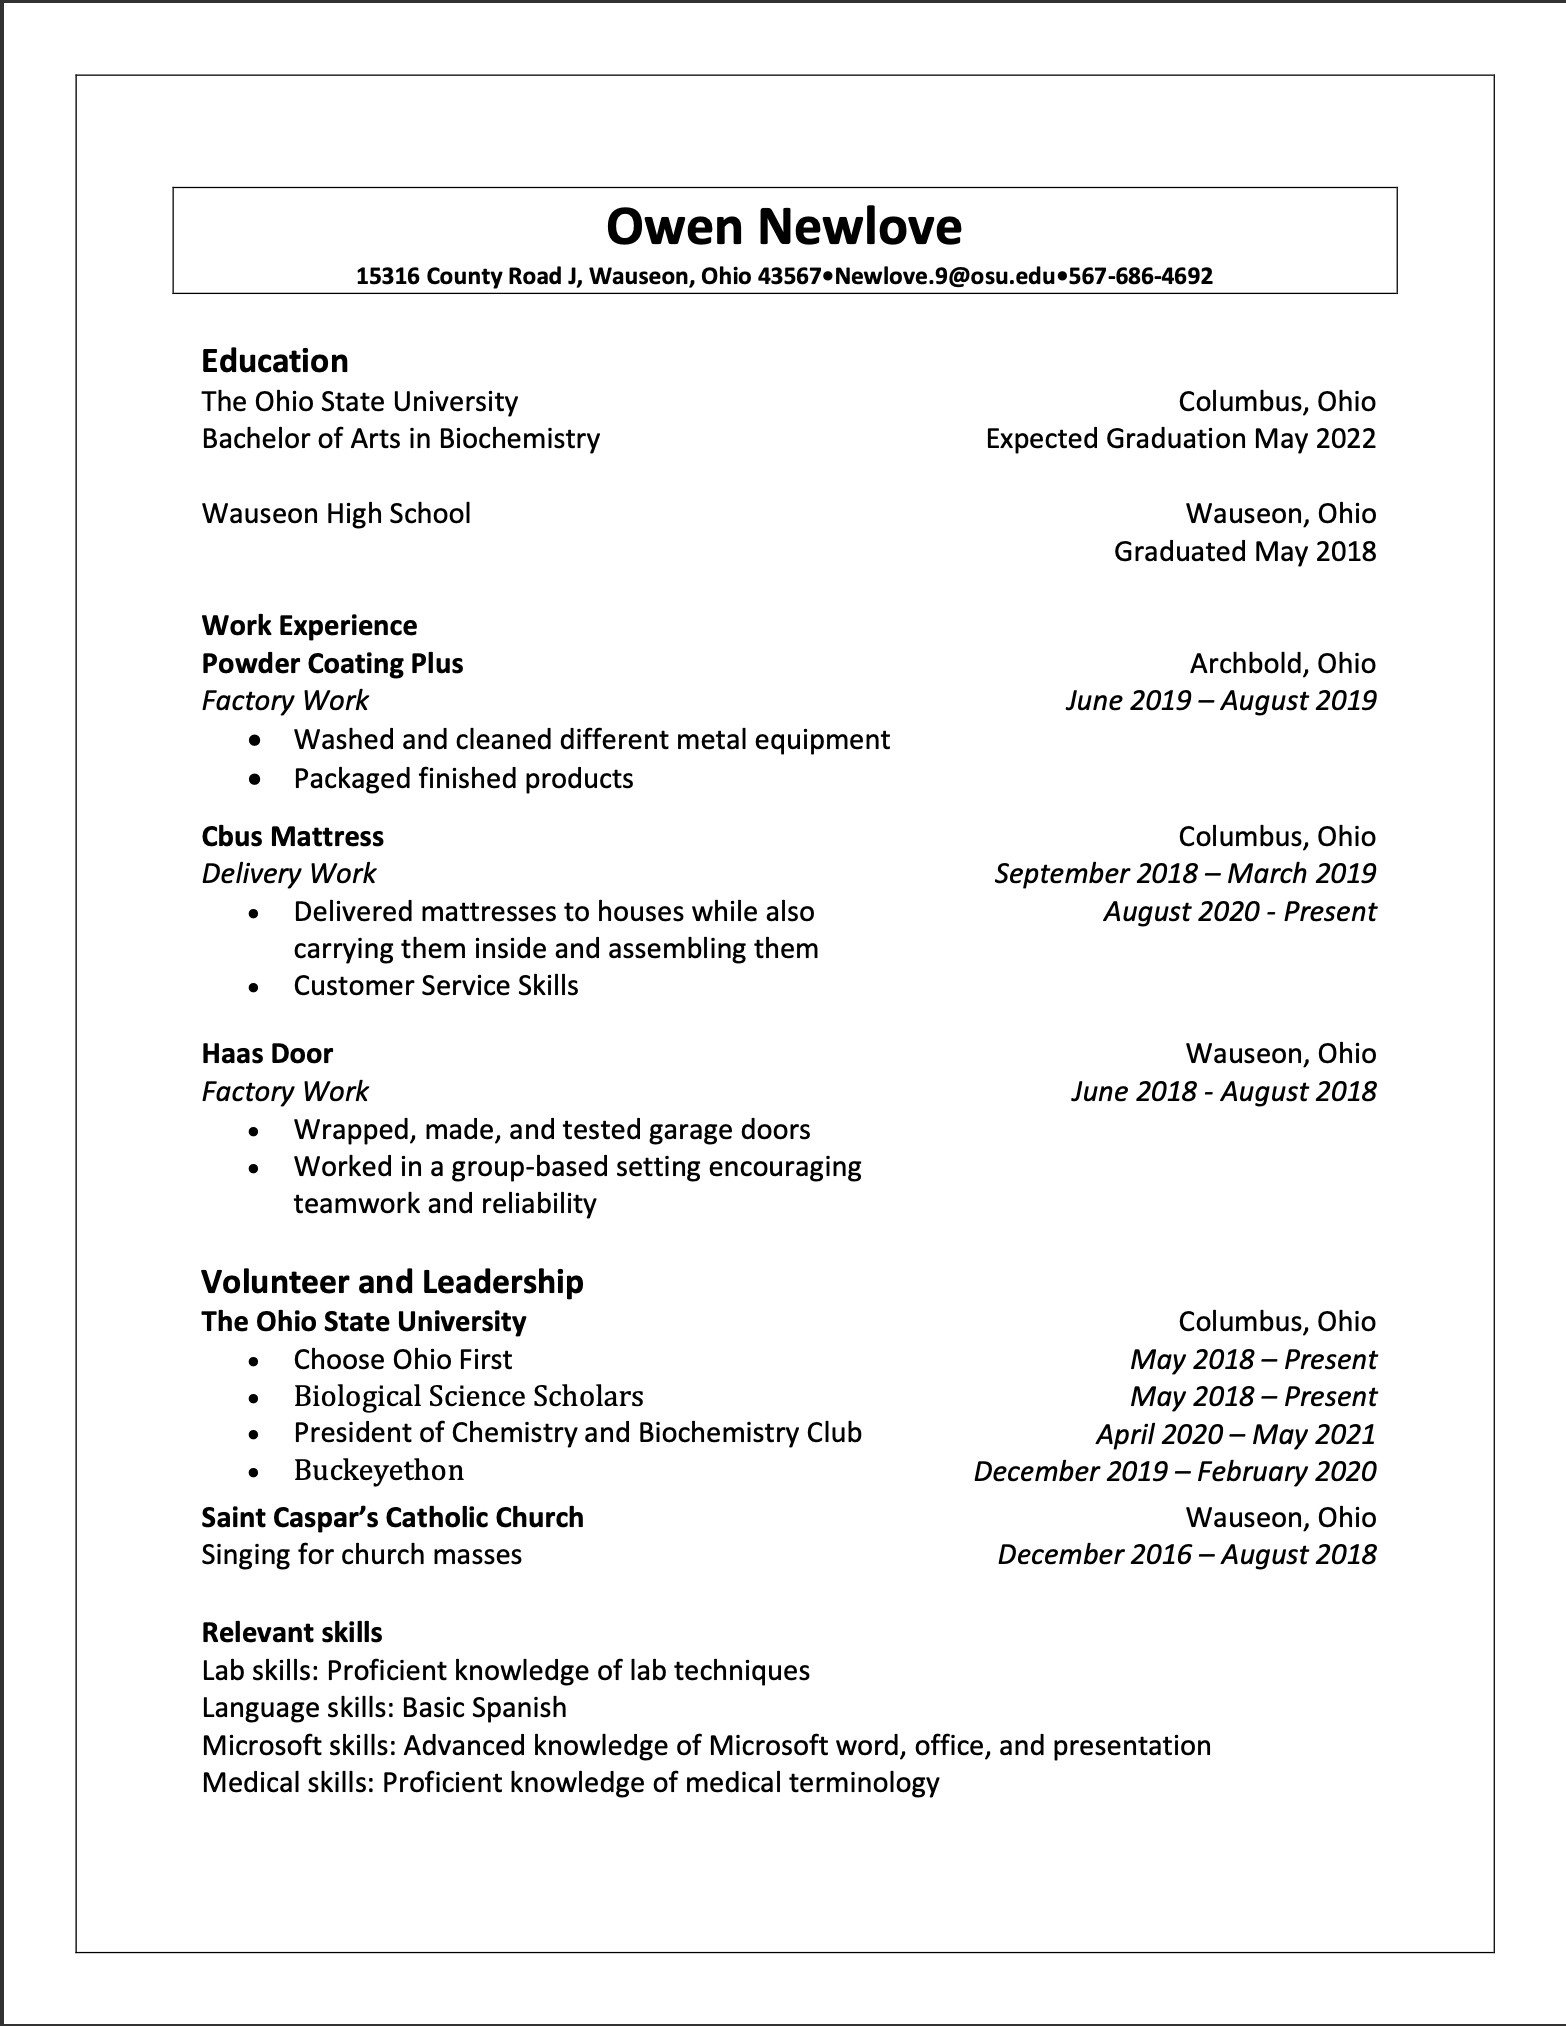 Owen Newlove
15316 County Road J, Wauseon, Ohio 43567•Newlove.9@osu.edu•567-686-4692
Education
The Ohio State University Columbus, Ohio
Bachelor of Arts in Biochemistry Expected Graduation May 2022
Wauseon High School Wauseon, Ohio
Graduated May 2018
Work Experience
Powder Coating Plus Archbold, Ohio
Factory Work June 2019 – August 2019
• Washed and cleaned different metal equipment
• Packaged finished products
Cbus Mattress Columbus, Ohio
Delivery Work September 2018 – March 2019
• Delivered mattresses to houses while also August 2020 - Present
carrying them inside and assembling them
• Customer Service Skills
Haas Door Wauseon, Ohio
Factory Work June 2018 - August 2018
• Wrapped, made, and tested garage doors
• Worked in a group-based setting encouraging
teamwork and reliability
Volunteer and Leadership
The Ohio State University Columbus, Ohio
• Choose Ohio First May 2018 – Present
• Biological Science Scholars May 2018 – Present
• President of Chemistry and Biochemistry Club April 2020 – May 2021
• Buckeyethon December 2019 – February 2020
Saint Caspar’s Catholic Church Wauseon, Ohio
Singing for church masses December 2016 – August 2018
Relevant skills
Lab skills: Proficient knowledge of lab techniques
Language skills: Basic Spanish
Microsoft skills: Advanced knowledge of Microsoft word, office, and presentation
Medical skills: Proficient knowledge of medical terminology